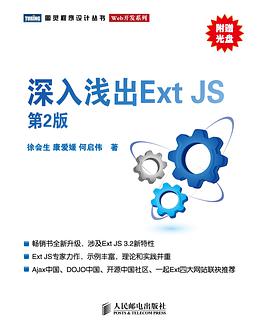 TURING
图灵程序设计丛书
Web开发系列
附赠
光盘
深入浅出Ext JS
第2版
徐会生 康爱媛 何启伟 著
畅销书全新升级，涉及Ext JS 3.2新特性
Ext JS专家力作，示例丰富，理论和实践并重
Ajax中国、DOJO中国、开源中国社区、一起Ext四大网站联袂推荐
人民邮电出版社
POSTS & TELECOM PRESS